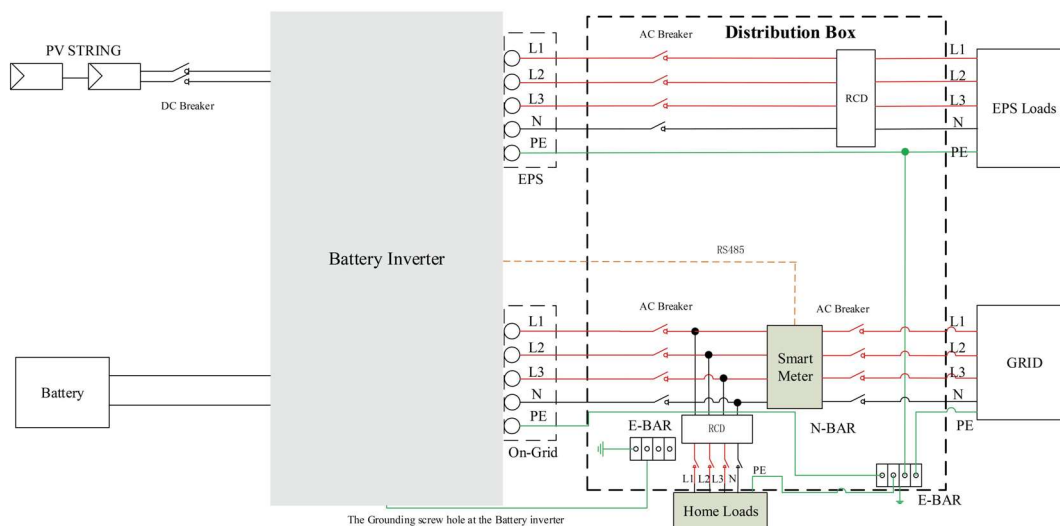 Distribution Box
PV STRING
DC Breaker
L1
L2
L3
N
PE
EPS
AC Breaker
RCD
L1
L2
L3
N
PE
EPS Loads
Battery Inverter
RS485
Battery
L1
L2
L3
N
PE
On-Grid
AC Breaker
AC Breaker
Smart
Meter
L1
L2
L3
N
PE
GRID
E-BAR
RCD
N-BAR
L1
L2
L3
N
PE
Home Loads
E-BAR
The Grounding screw hole at the Battery inverter